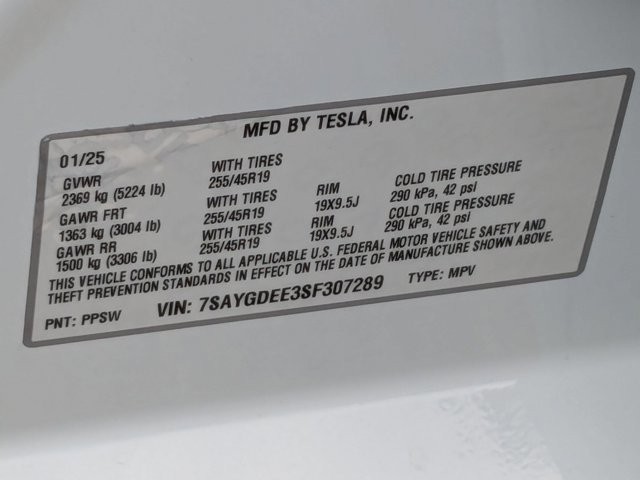 MFD BY TESLA, INC.
01/25
GVWR WITH TIRES
2369 kg (5224 lb) 255/45R19 RIM COLD TIRE PRESSURE
GAWR FRT WITH TIRES 19X9.5J 290 kPa, 42 psi
1363 kg (3004 lb) 255/45R19 RIM COLD TIRE PRESSURE
GAWR RR WITH TIRES 19X9.5J 290 kPa, 42 psi
1500 kg (3306 lb) 255/45R19
THIS VEHICLE CONFORMS TO ALL APPLICABLE U.S. FEDERAL MOTOR VEHICLE SAFETY AND
THEFT PREVENTION STANDARDS IN EFFECT ON THE DATE OF MANUFACTURE SHOWN ABOVE.
PNT: PPSW VIN: 7SAYGDEE3SF307289 TYPE: MPV